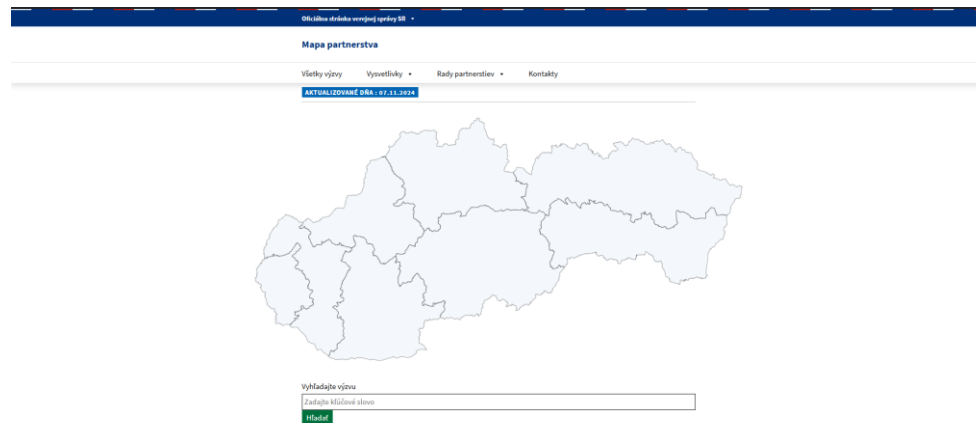 Oficiálna stránka verejnej správy SR
Mapa partnerstva
Všetky výzvy Vysvetlivky Rady partnerstiev Kontakty
AKTUALIZOVANÉ DŇA : 07.11.2024
Vyhľadajte výzvu
Zadajte kľúčové slovo
Hľadať